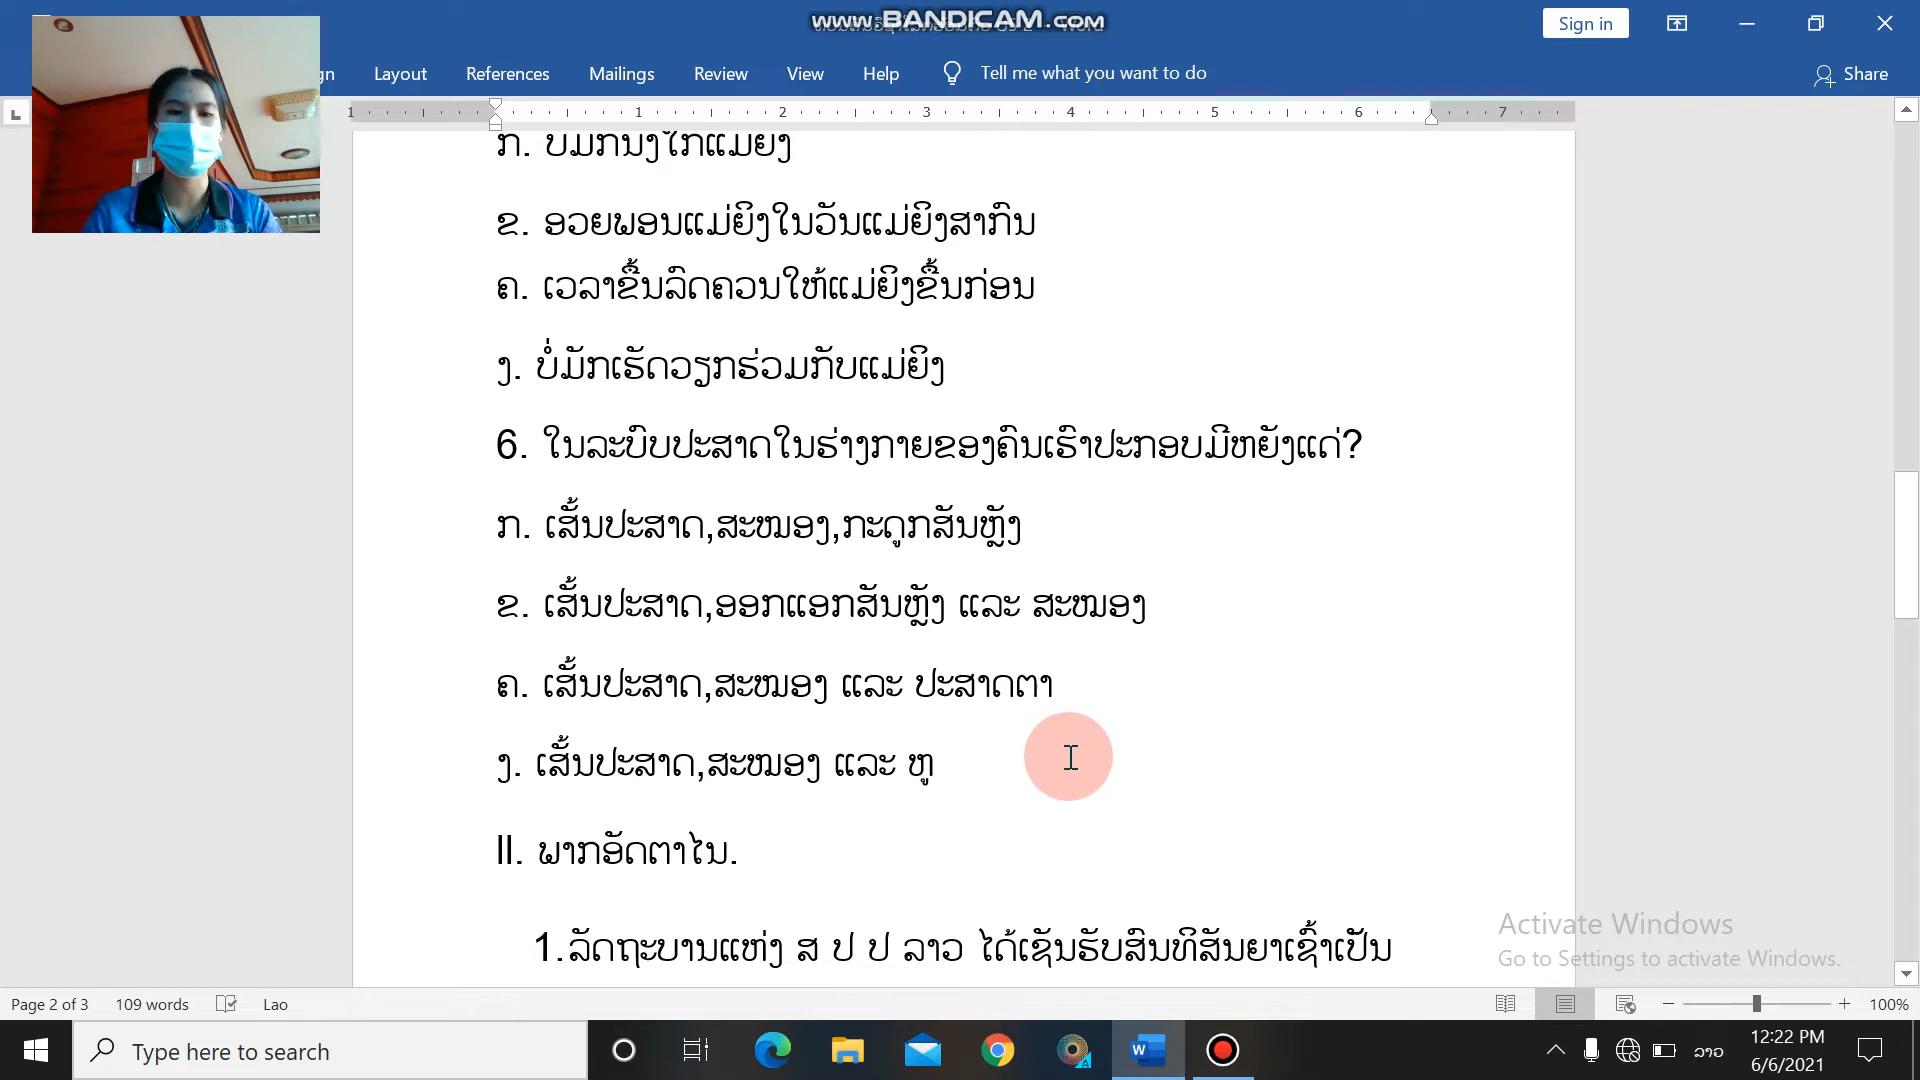 www.BANDICAM.com
Sign in
Layout References Mailings Review View Help Tell me what you want to do Share
1 1 2 3 4 5 6 7
ຂ. ອວຍພອນແມ່ຍິງໃນວັນແມ່ຍິງສາກົນ
ຄ. ເວລາຂຶ້ນລົດຄວນໃຫ້ແມ່ຍິງຂຶ້ນກ່ອນ
ງ. ບໍ່ມັກເຮັດວຽກຮ່ວມກັບແມ່ຍິງ
6. ໃນລະບົບປະສາດໃນຮ່າງກາຍຂອງຄົນເຮົາປະກອບມີຫຍັງແດ່?
ກ. ເສັ້ນປະສາດ,ສະໝອງ,ກະດູກສັນຫຼັງ
ຂ. ເສັ້ນປະສາດ,ອອກແອກສັນຫຼັງ ແລະ ສະໝອງ
ຄ. ເສັ້ນປະສາດ,ສະໝອງ ແລະ ປະສາດຕາ
ງ. ເສັ້ນປະສາດ,ສະໝອງ ແລະ ຫູ
II. ພາກອັດຕາໄນ.
1.ລັດຖະບານແຫ່ງ ສ ປ ປ ລາວ ໄດ້ເຊັນຮັບສົນທິສັນຍາເຊົ້າເປັນ
Activate Windows
Go to Settings to activate Windows.
Page 2 of 3 109 words Lao 100%
Type here to search
ລາວ
12:22 PM
6/6/2021